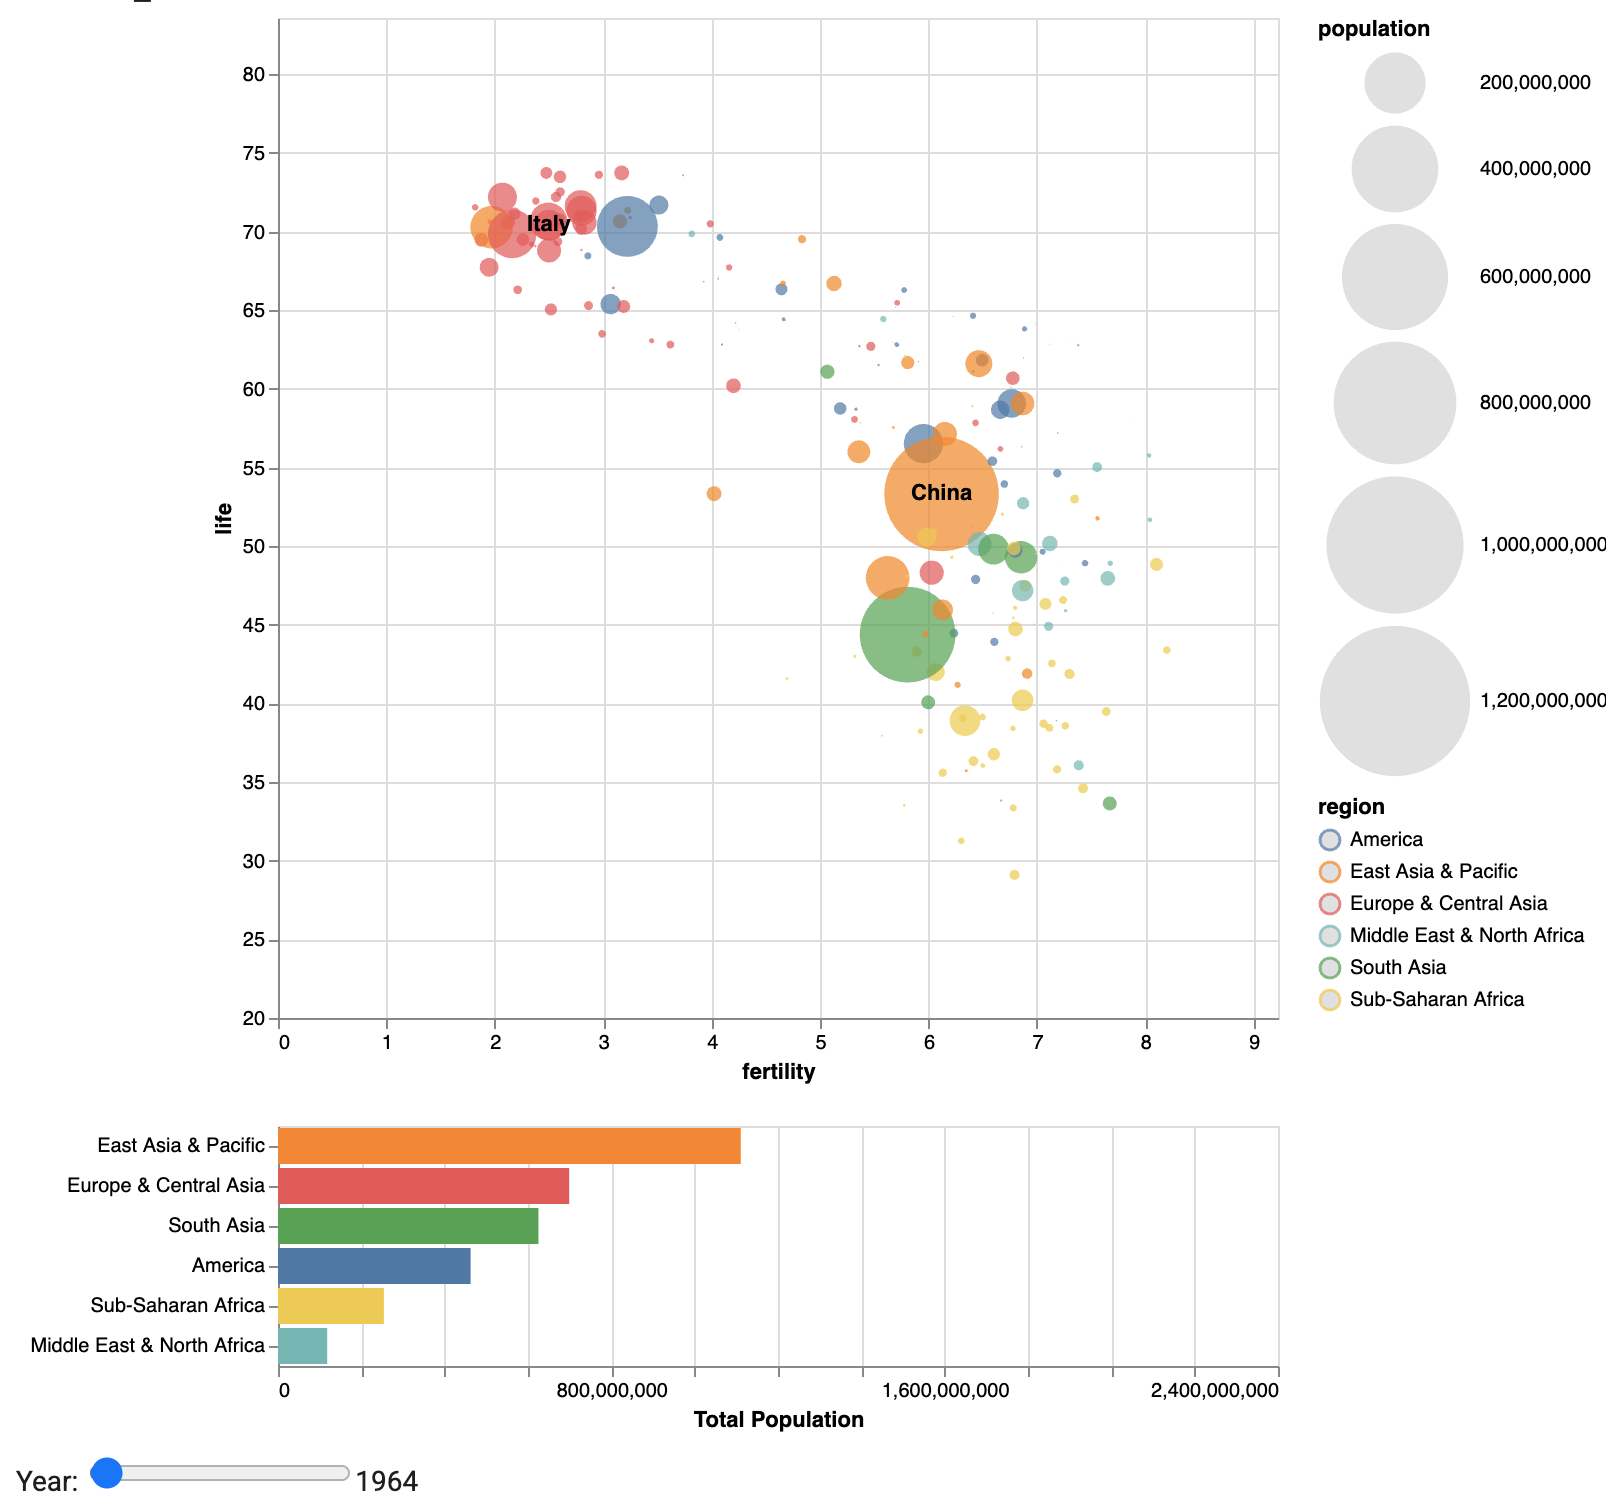 population
200,000,000
400,000,000
600,000,000
800,000,000
1,000,000,000
1,200,000,000
region
America
East Asia & Pacific
Europe & Central Asia
Middle East & North Africa
South Asia
Sub-Saharan Africa
80
75
70
65
60
55
50
45
40
35
30
25
20
life
Italy
China
0 1 2 3 4 5 6 7 8 9
fertility
East Asia & Pacific
Europe & Central Asia
South Asia
America
Sub-Saharan Africa
Middle East & North Africa
0 800,000,000 1,600,000,000 2,400,000,000
Total Population
Year: 1964